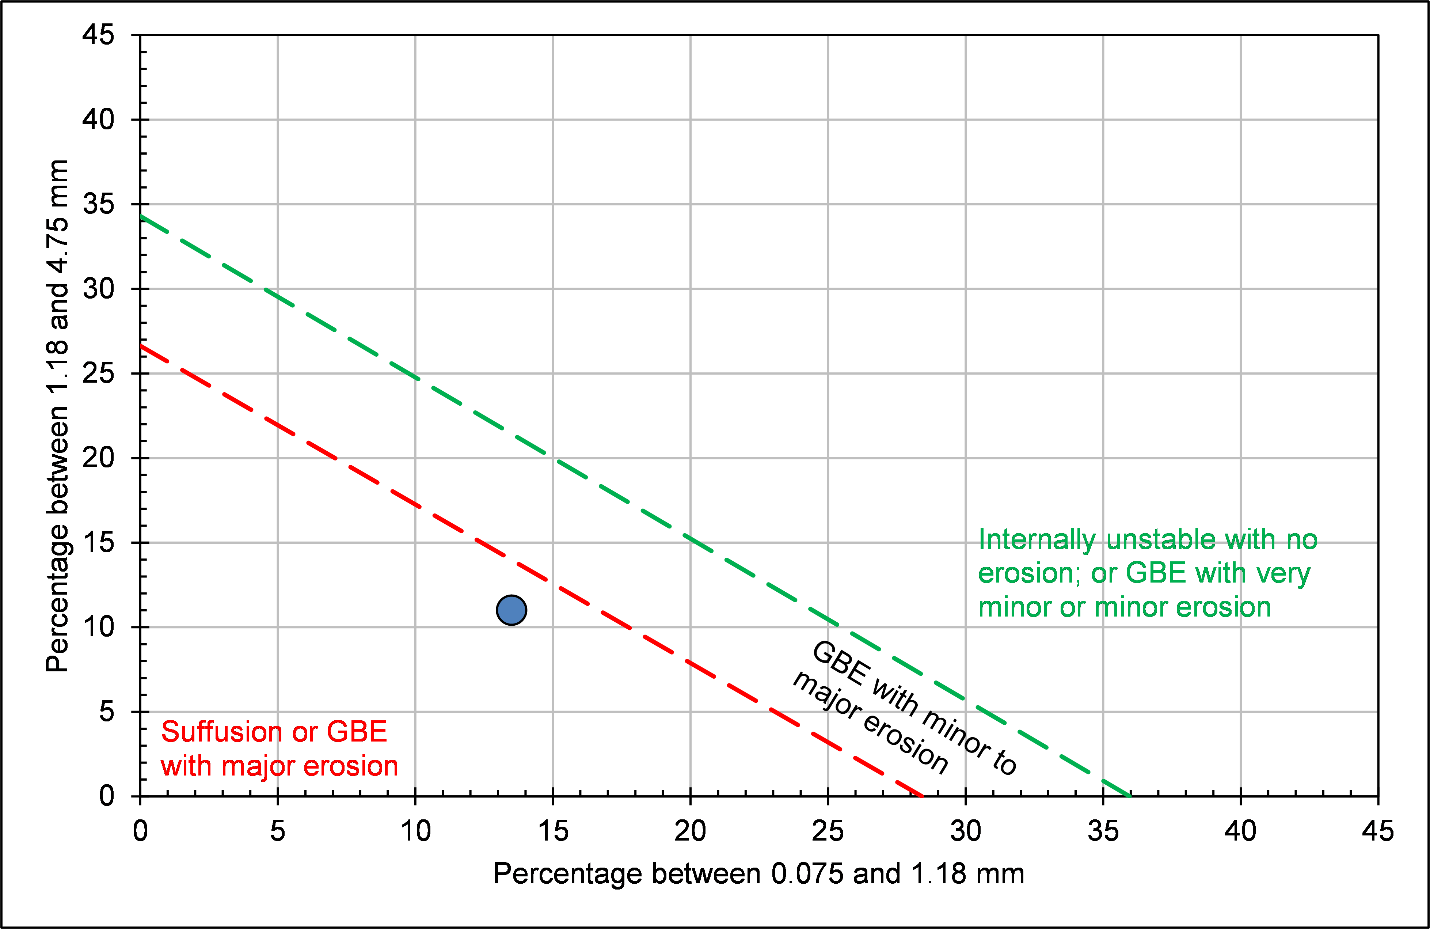 45
40
35
30
25
20
15
10
5
0
Percentage between 1.18 and 4.75 mm
Internally unstable with no
erosion; or GBE with very
minor or minor erosion
GBE with minor to
major erosion
Suffusion or GBE
with major erosion
0 5 10 15 20 25 30 35 40 45
Percentage between 0.075 and 1.18 mm